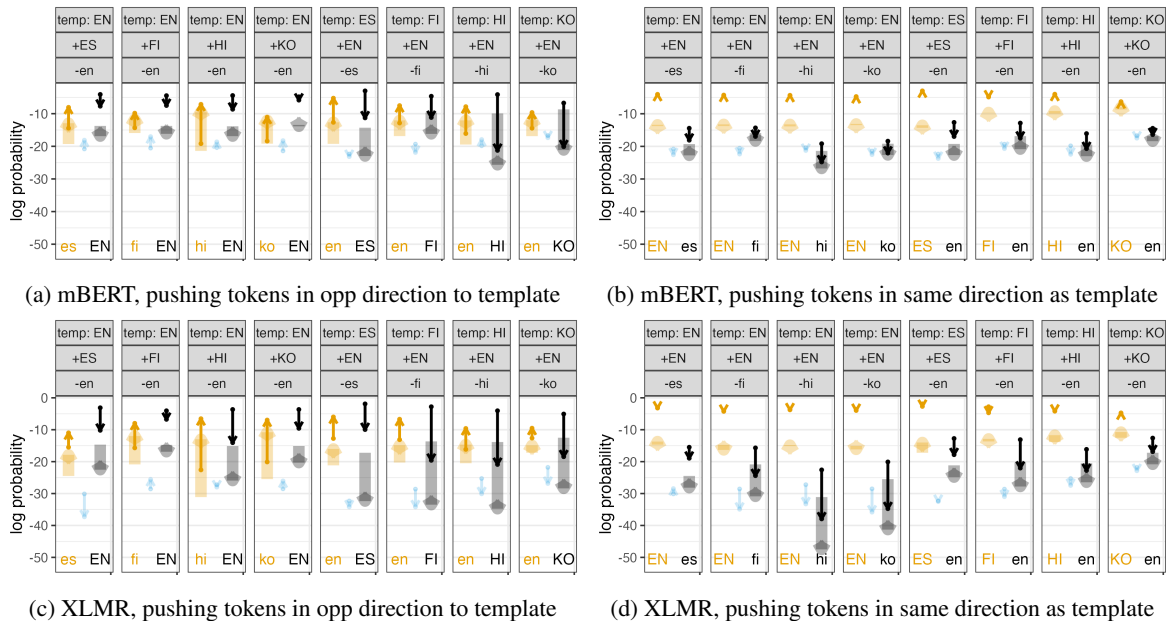 temp: EN temp: EN temp: EN temp: EN temp: ES temp: FI temp: HI temp: KO
+ES +FI +HI +KO +EN +EN +EN +EN
-en -en -en -en -es -fi -hi -ko
log probability
-10
-20
-30
-40
-50
es EN fi EN hi EN ko EN en ES en FI en HI en KO
(a) mBERT, pushing tokens in opp direction to template
temp: EN temp: EN temp: EN temp: EN temp: ES temp: FI temp: HI temp: KO
+EN +EN +EN +EN +ES +FI +HI +KO
-es -fi -hi -ko -en -en -en -en
log probability
-10
-20
-30
-40
-50
EN es EN fi EN hi EN ko ES en FI en HI en KO en
(b) mBERT, pushing tokens in same direction as template
temp: EN temp: EN temp: EN temp: EN temp: ES temp: FI temp: HI temp: KO
+ES +FI +HI +KO +EN +EN +EN +EN
-en -en -en -en -es -fi -hi -ko
log probability
0
-10
-20
-30
-40
-50
es EN fi EN hi EN ko EN en ES en FI en HI en KO
(c) XLMR, pushing tokens in opp direction to template
temp: EN temp: EN temp: EN temp: EN temp: ES temp: FI temp: HI temp: KO
+EN +EN +EN +EN +ES +FI +HI +KO
-es -fi -hi -ko -en -en -en -en
log probability
0
-10
-20
-30
-40
-50
EN es EN fi EN hi EN ko ES en FI en HI en KO en
(d) XLMR, pushing tokens in same direction as template